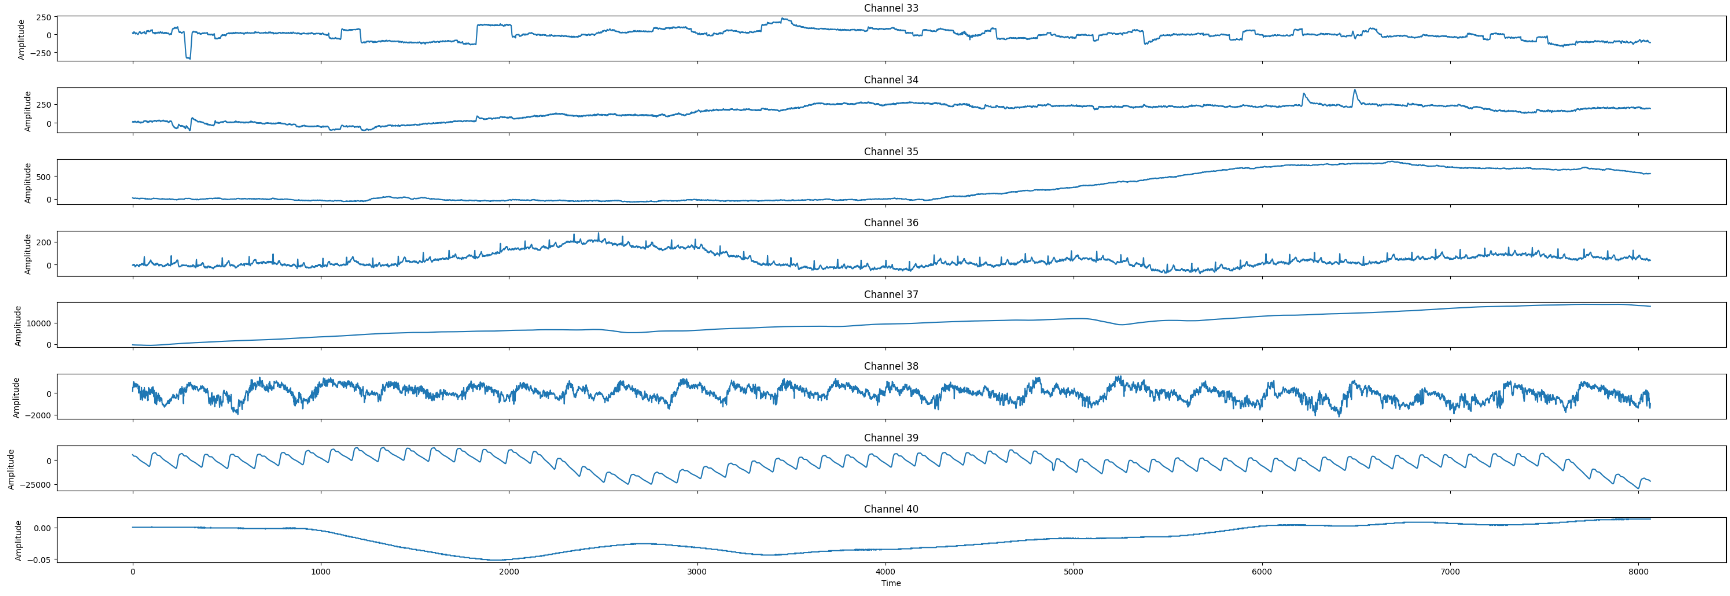 Channel 33
Amplitude
250
0
−250
Channel 34
Amplitude
250
0
Channel 35
Amplitude
500
0
Channel 36
Amplitude
200
0
Channel 37
Amplitude
10000
0
Channel 38
Amplitude
0
−2000
Channel 39
Amplitude
0
−25000
Channel 40
Amplitude
0.00
−0.05
0 1000 2000 3000 4000 5000 6000 7000 8000
Time